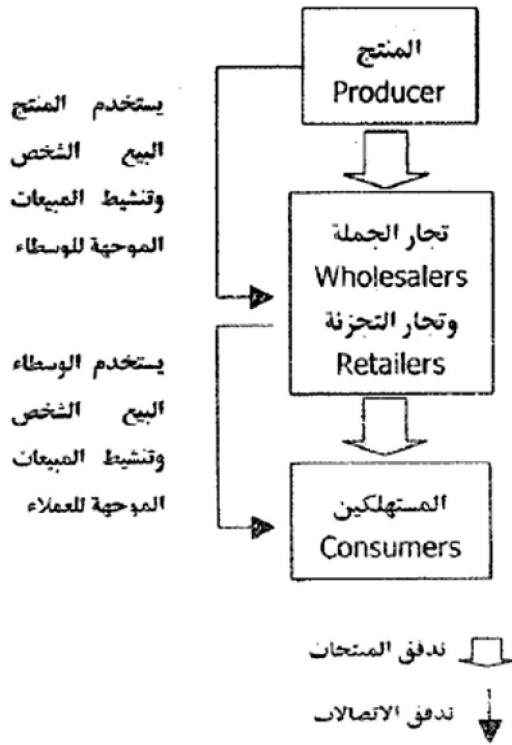 المنتج
Producer
يستخدم المنتج
البيع الشخص
وتنشيط المبيعات
الموجهة للوسطاء
تجار الجملة
Wholesalers
وتجار التجزئة
Retailers
يستخدم الوسطاء
البيع الشخص
وتنشيط المبيعات
الموجهة للعملاء
المستهلكين
Consumers
تدفق المنتجات
تدفق الاتصالات